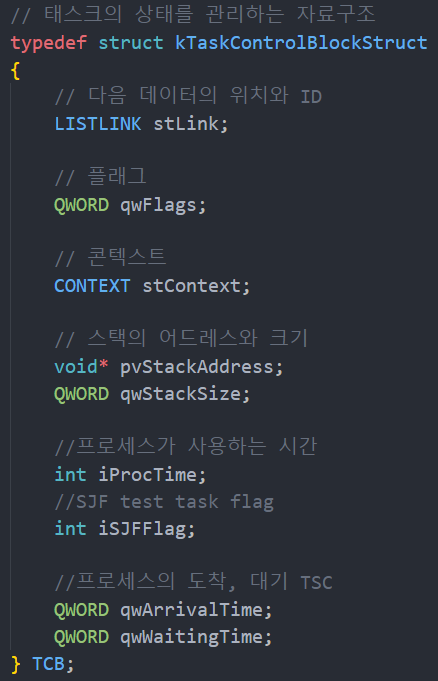 // 태스크의 상태를 관리하는 자료구조
typedef struct kTaskControlBlockStruct
{
// 다음 데이터의 위치와 ID
LISTLINK stLink;
// 플래그
QWORD qwFlags;
// 콘텍스트
CONTEXT stContext;
// 스택의 어드레스와 크기
void* pvStackAddress;
QWORD qwStackSize;
//프로세스가 사용하는 시간
int iProcTime;
//SJF test task flag
int iSJFFlag;
//프로세스의 도착, 대기 TSC
QWORD qwArrivalTime;
QWORD qwWaitingTime;
} TCB;